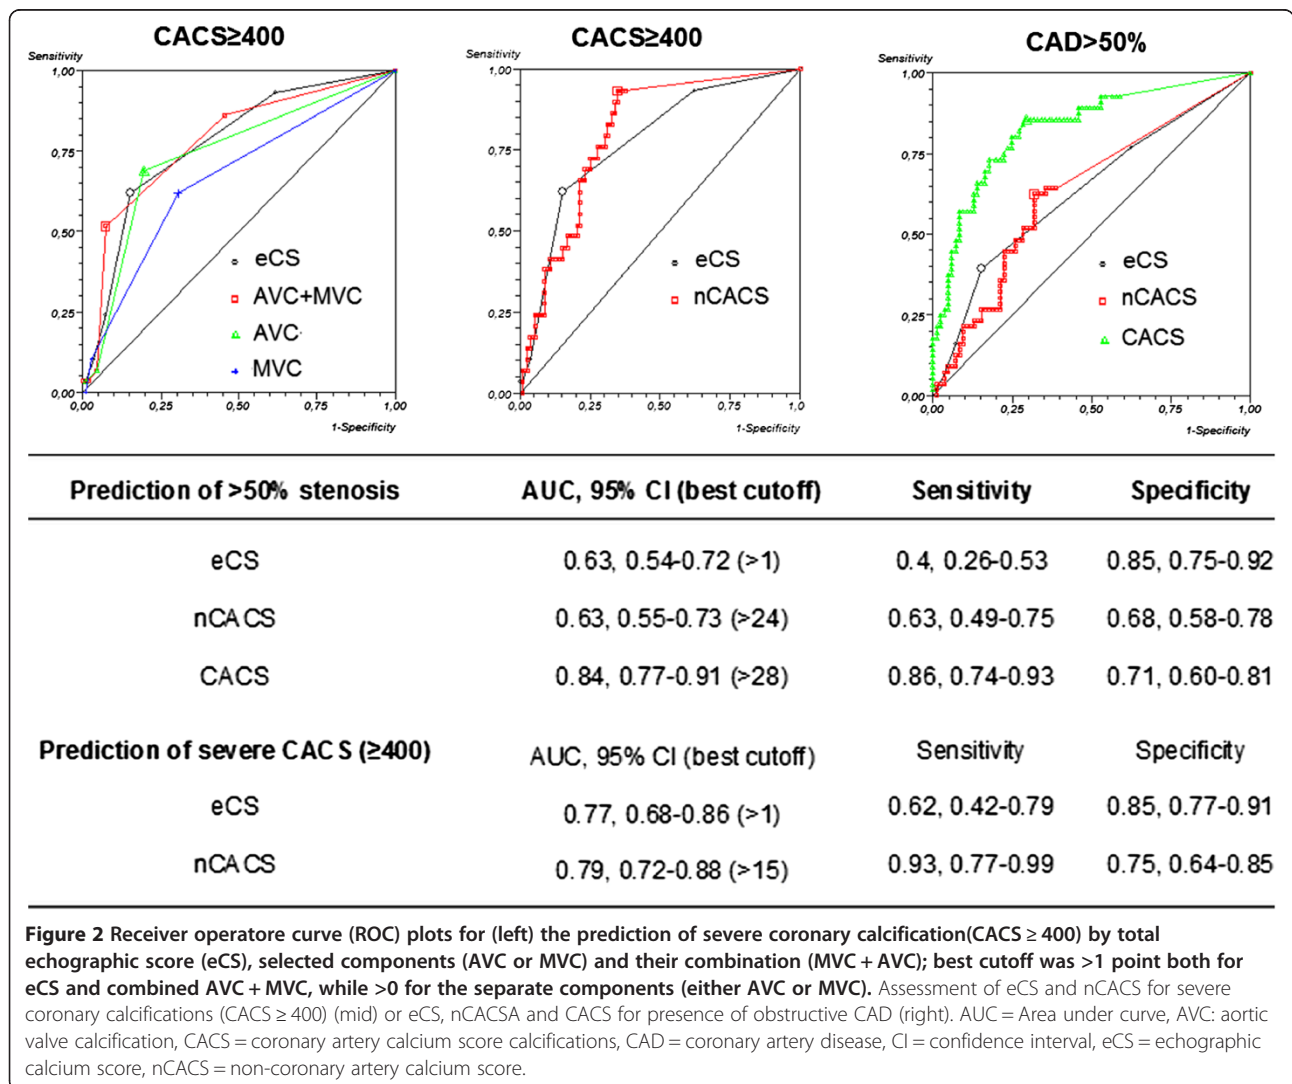 CACS≥400
Sensitivity
1,00
0,75
0,50
0,25
0,00
0,00 0,25 0,50 0,75 1,00
1-Specificity
eCS
AVC+MVC
AVC
MVC
CACS≥400
Sensitivity
1,00
0,75
0,50
0,25
0,00
0,00 0,25 0,50 0,75 1,0
1-Specificity
eCS
nCACS
CAD>50%
Sensitivity
1,00
0,75
0,50
0,25
0,00
0,00 0,25 0,50 0,75 1,00
1-Specificity
eCS
nCACS
CACS
Prediction of >50% stenosis AUC, 95% CI (best cutoff) Sensitivity Specificity
eCS 0.63, 0.54-0.72 (>1) 0.4, 0.26-0.53 0.85, 0.75-0.92
nCACS 0.63, 0.55-0.73 (>24) 0.63, 0.49-0.75 0.68, 0.58-0.78
CACS 0.84, 0.77-0.91 (>28) 0.86, 0.74-0.93 0.71, 0.60-0.81
Prediction of severe CACS (≥400) AUC, 95% CI (best cutoff) Sensitivity Specificity
eCS 0.77, 0.68-0.86 (>1) 0.62, 0.42-0.79 0.85, 0.77-0.91
nCACS 0.79, 0.72-0.88 (>15) 0.93, 0.77-0.99 0.75, 0.64-0.85
Figure 2 Receiver operatore curve (ROC) plots for (left) the prediction of severe coronary calcification(CACS ≥ 400) by total
echographic score (eCS), selected components (AVC or MVC) and their combination (MVC + AVC); best cutoff was >1 point both for
eCS and combined AVC + MVC, while >0 for the separate components (either AVC or MVC). Assessment of eCS and nCACS for severe
coronary calcifications (CACS ≥ 400) (mid) or eCS, nCACSA and CACS for presence of obstructive CAD (right). AUC = Area under curve, AVC: aortic
valve calcification, CACS = coronary artery calcium score calcifications, CAD = coronary artery disease, CI = confidence interval, eCS = echographic
calcium score, nCACS = non-coronary artery calcium score.